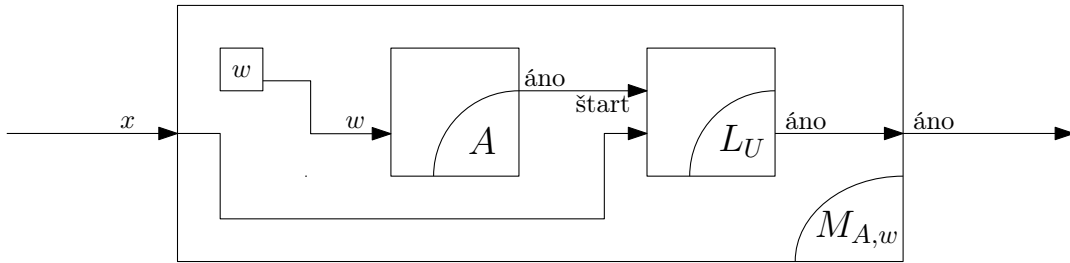 w
áno
štart
x
w
A
L_U
áno
áno
M_{A,w}